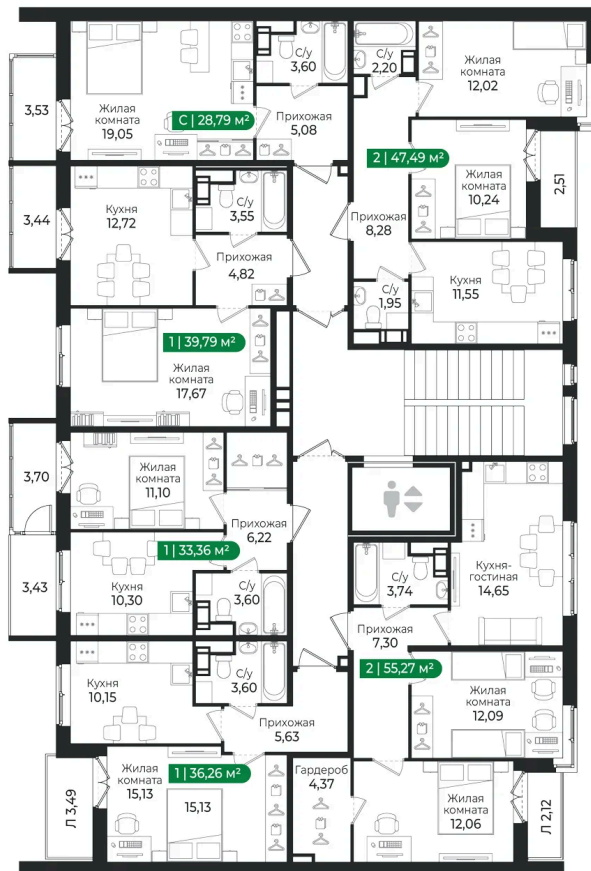 С/у
3,60
С/у
2,20
Жилая
комната
12,02
3,53
Жилая
комната
19,05
С | 28,79 м²
Прихожая
5,08
2 | 47,49 м²
Жилая
комната
10,24
2,51
3,44
Кухня
12,72
С/у
3,55
Прихожая
4,82
Прихожая
8,28
С/у
1,95
Кухня
11,55
1 | 39,79 м²
Жилая
комната
17,67
3,70
Жилая
комната
11,10
Прихожая
6,22
1 | 33,36 м²
3,43
Кухня
10,30
С/у
3,60
С/у
3,74
Кухня-
гостиная
14,65
Прихожая
7,30
2 | 55,27 м²
Кухня
10,15
С/у
3,60
Прихожая
5,63
Жилая
комната
12,09
Л 3,49
Жилая
комната
15,13
1 | 36,26 м²
15,13
Гардероб
4,37
Жилая
комната
12,06
Л 2,12